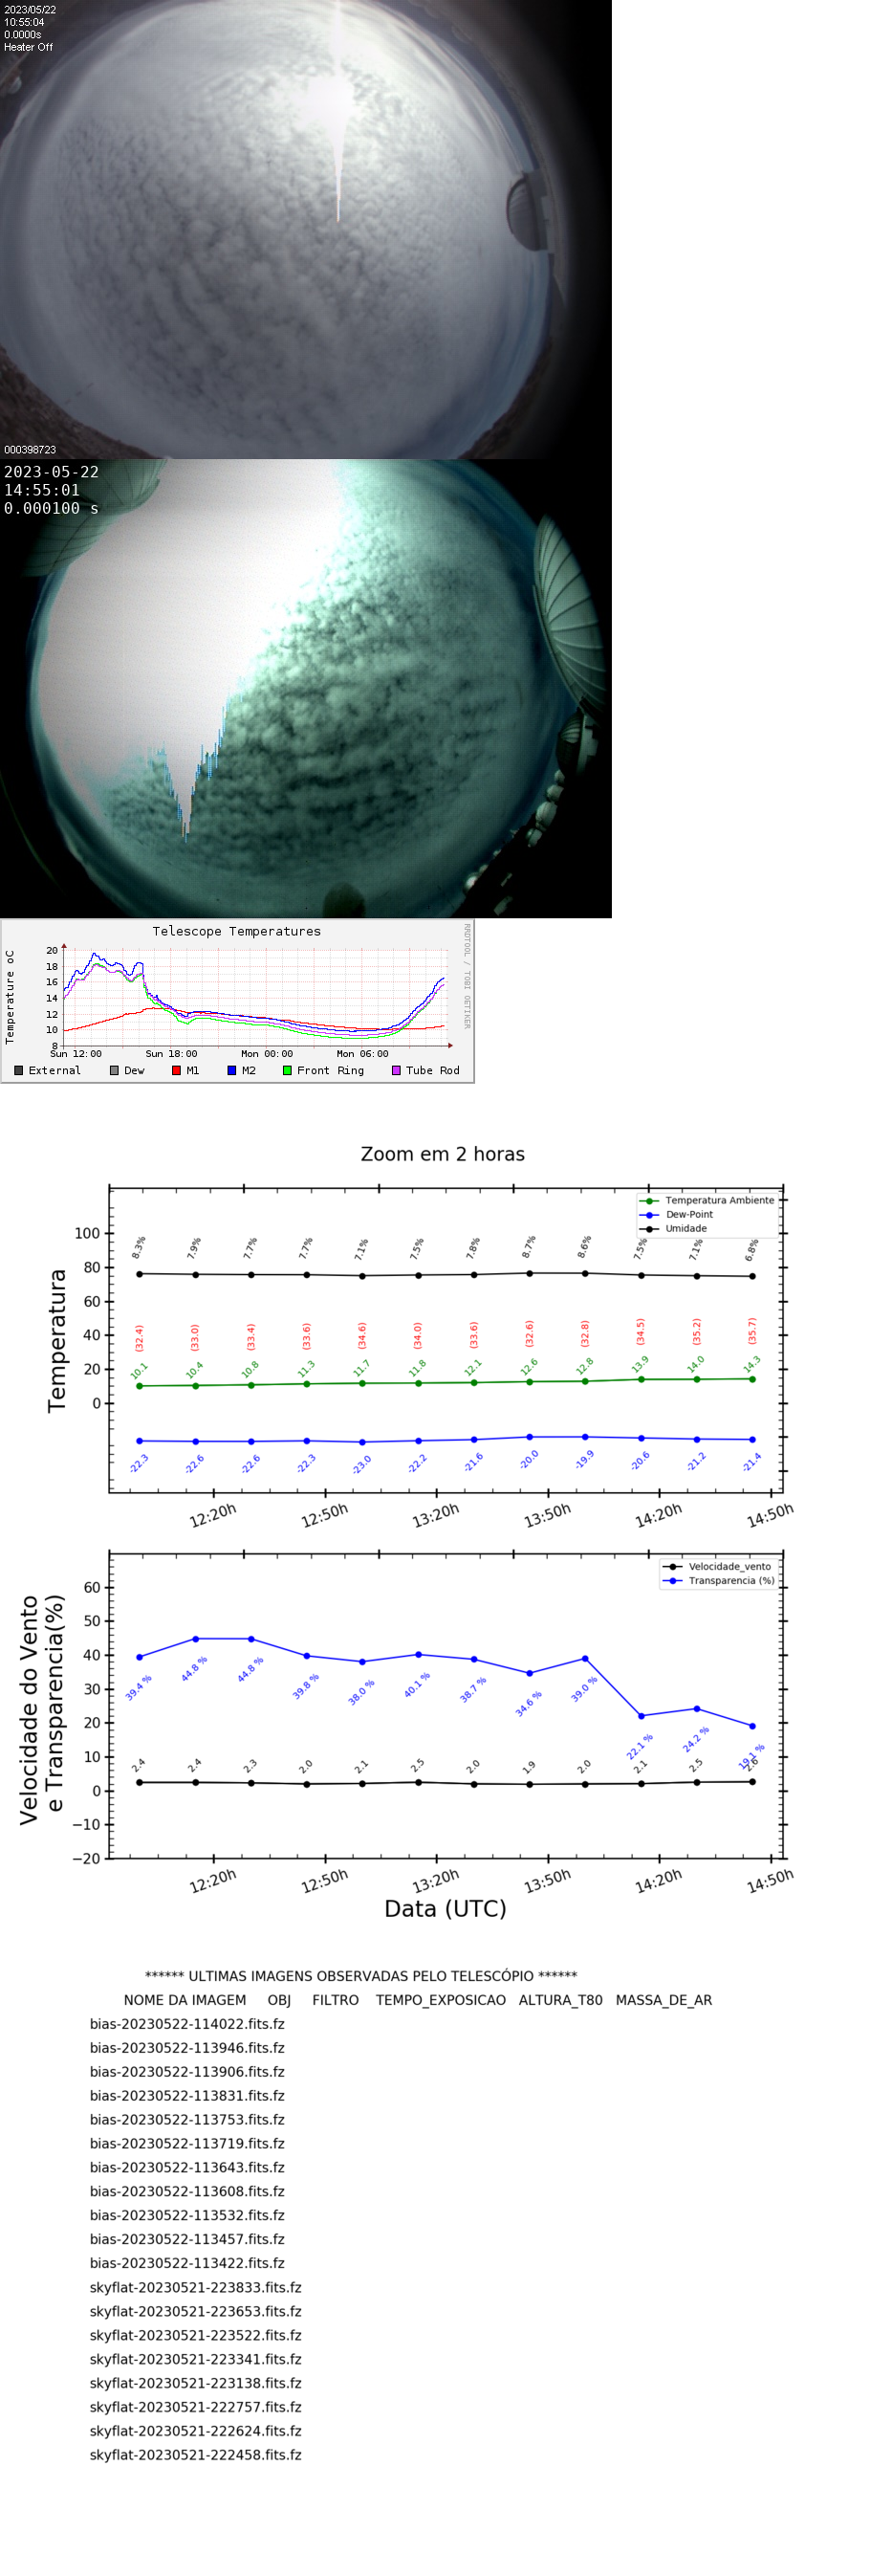 2023/05/22
10:55:04
0.0000s
Heater Off
000398723
2023-05-22
14:55:01
0.000100 s
Telescope Temperatures
RRDTOOL / TOBI OETIKER
Temperature oC
20
18
16
14
12
10
8
Sun 12:00 Sun 18:00 Mon 00:00 Mon 06:00
External Dew M1 M2 Front Ring Tube Rod
Zoom em 2 horas
Temperatura Ambiente
Dew-Point
Umidade
Temperatura
100
80
60
40
20
0
8.3% 7.9% 7.7% 7.7% 7.1% 7.5% 7.8% 8.7% 8.6% 7.5% 7.1% 6.8%
(32.4) (33.0) (33.4) (33.6) (34.6) (34.0) (33.6) (32.6) (32.8) (34.5) (35.2) (35.7)
10.1 10.4 10.8 11.3 11.7 11.8 12.1 12.6 12.8 13.9 14.0 14.3
-22.3 -22.6 -22.6 -22.3 -23.0 -22.2 -21.6 -20.0 -19.9 -20.6 -21.2 -21.4
12:20h 12:50h 13:20h 13:50h 14:20h 14:50h
Velocidade_vento
Transparencia (%)
Velocidade do Vento
e Transparencia(%)
60
50
40
30
20
10
0
−10
−20
39.4 % 44.8 % 44.8 % 39.8 % 38.0 % 40.1 % 38.7 % 34.6 % 39.0 % 22.1 % 24.2 % 19.1 %
2.4 2.4 2.3 2.0 2.1 2.5 2.0 1.9 2.0 2.1 2.5 2.6
12:20h 12:50h 13:20h 13:50h 14:20h 14:50h
Data (UTC)
****** ULTIMAS IMAGENS OBSERVADAS PELO TELESCÓPIO ******
NOME DA IMAGEM OBJ FILTRO TEMPO_EXPOSICAO ALTURA_T80 MASSA_DE_AR
bias-20230522-114022.fits.fz
bias-20230522-113946.fits.fz
bias-20230522-113906.fits.fz
bias-20230522-113831.fits.fz
bias-20230522-113753.fits.fz
bias-20230522-113719.fits.fz
bias-20230522-113643.fits.fz
bias-20230522-113608.fits.fz
bias-20230522-113532.fits.fz
bias-20230522-113457.fits.fz
bias-20230522-113422.fits.fz
skyflat-20230521-223833.fits.fz
skyflat-20230521-223653.fits.fz
skyflat-20230521-223522.fits.fz
skyflat-20230521-223341.fits.fz
skyflat-20230521-223138.fits.fz
skyflat-20230521-222757.fits.fz
skyflat-20230521-222624.fits.fz
skyflat-20230521-222458.fits.fz